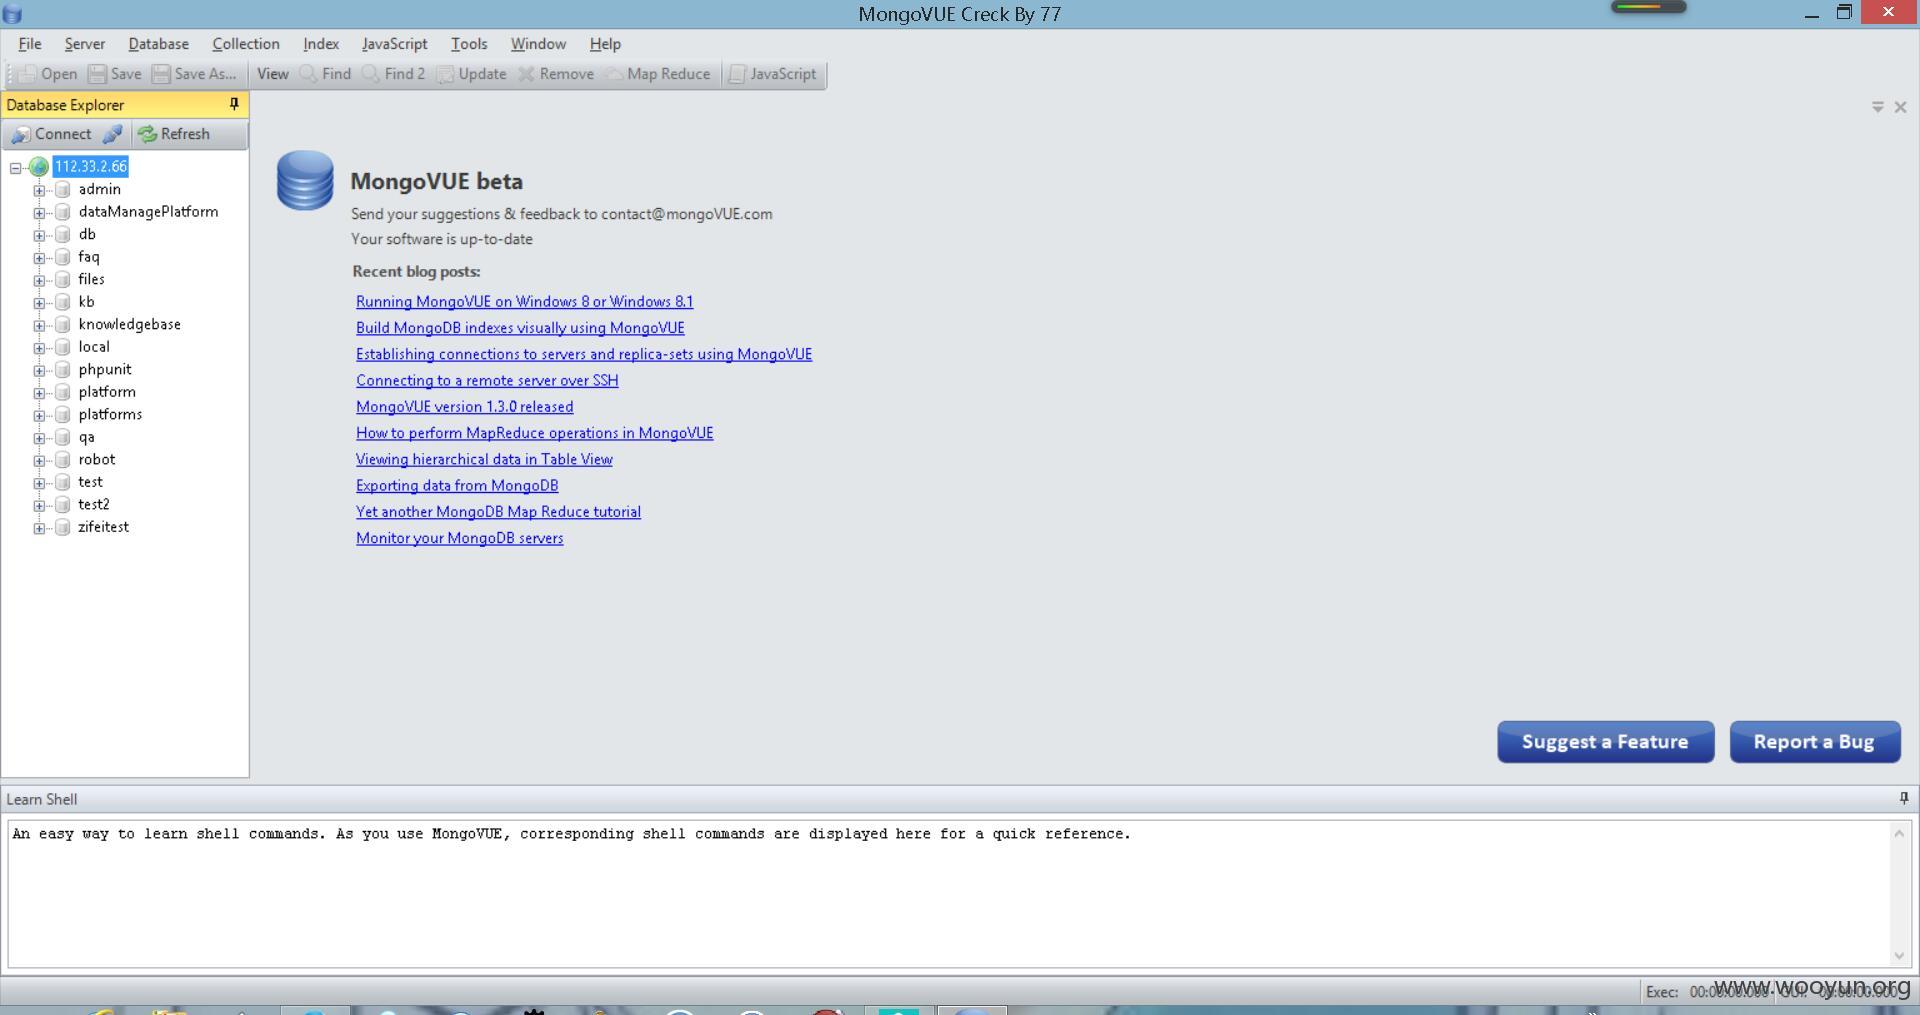 MongoVUE Creck By 77
File Server Database Collection Index JavaScript Tools Window Help
Open Save Save As... View Find Find 2 Update Remove Map Reduce JavaScript
Database Explorer
Connect Refresh
112.33.2.66
admin
dataManagePlatform
db
faq
files
kb
knowledgebase
local
phpunit
platform
platforms
qa
robot
test
test2
zifeitest
MongoVUE beta
Send your suggestions & feedback to contact@mongoVUE.com
Your software is up-to-date
Recent blog posts:
Running MongoVUE on Windows 8 or Windows 8.1
Build MongoDB indexes visually using MongoVUE
Establishing connections to servers and replica-sets using MongoVUE
Connecting to a remote server over SSH
MongoVUE version 1.3.0 released
How to perform MapReduce operations in MongoVUE
Viewing hierarchical data in Table View
Exporting data from MongoDB
Yet another MongoDB Map Reduce tutorial
Monitor your MongoDB servers
Suggest a Feature Report a Bug
Learn Shell
An easy way to learn shell commands. As you use MongoVUE, corresponding shell commands are displayed here for a quick reference.
Exec:
www.wooyun.org